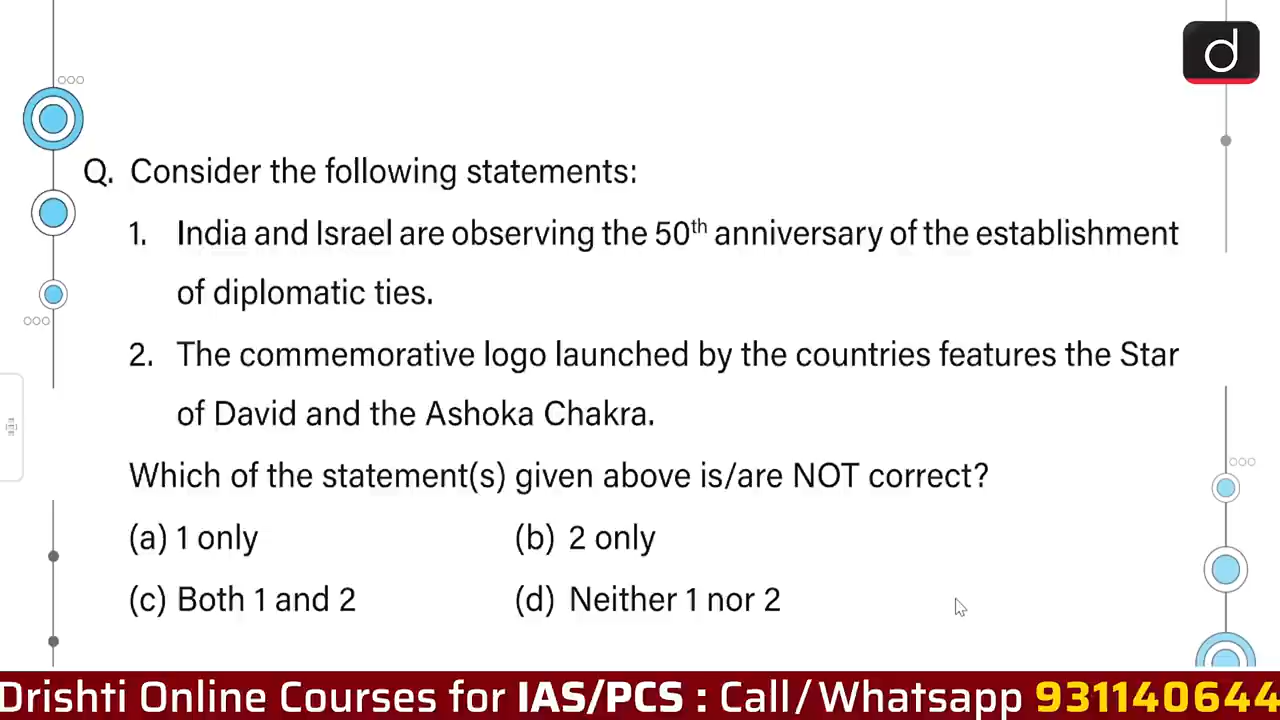 d
Q. Consider the following statements:
1. India and Israel are observing the 50th anniversary of the establishment
of diplomatic ties.
2. The commemorative logo launched by the countries features the Star
of David and the Ashoka Chakra.
Which of the statement(s) given above is/are NOT correct?
(a) 1 only (b) 2 only
(c) Both 1 and 2 (d) Neither 1 nor 2
Drishti Online Courses for IAS/PCS : Call/Whatsapp 931140644